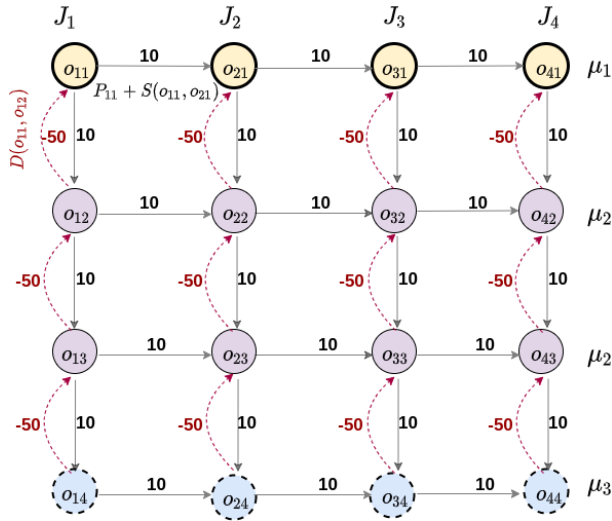 J₁ J₂ J₃ J₄
o₁₁ 10 o₂₁ 10 o₃₁ 10 o₄₁ μ₁
P₁₁ + S(o₁₁, o₂₁)
D(o₁₁, o₁₂)
-50 10 -50 10 -50 10 -50 10
o₁₂ 10 o₂₂ 10 o₃₂ 10 o₄₂ μ₂
-50 10 -50 10 -50 10 -50 10
o₁₃ 10 o₂₃ 10 o₃₃ 10 o₄₃ μ₂
-50 10 -50 10 -50 10 -50 10
o₁₄ 10 o₂₄ 10 o₃₄ 10 o₄₄ μ₃